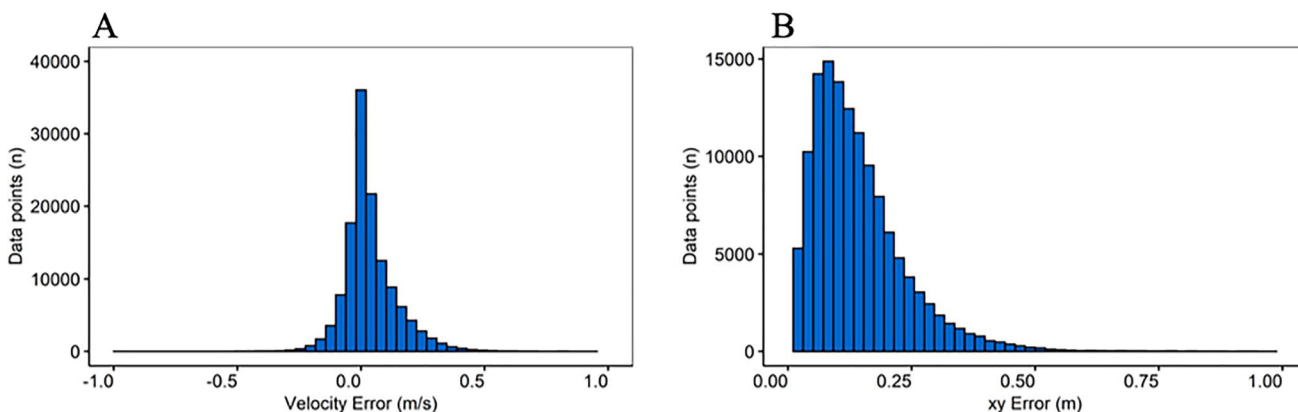 A
40000
30000
20000
10000
0
Data points (n)
-1.0 -0.5 0.0 0.5 1.0
Velocity Error (m/s)
B
15000
10000
5000
0
Data points (n)
0.00 0.25 0.50 0.75 1.00
xy Error (m)